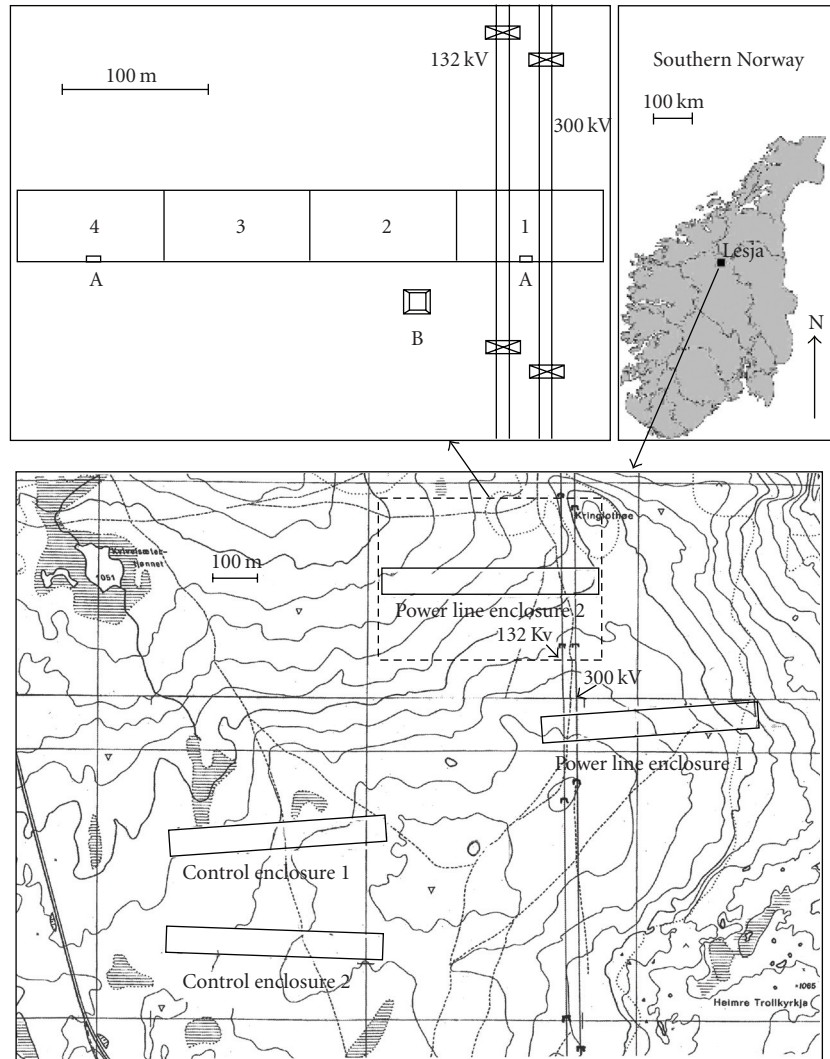 132 kV
100 m
300 kV
4
3
2
1
A
A
B
Southern Norway
100 km
Lesja
N
Kringlothøe
1051
100 m
Power line enclosure 2
132 Kv
300 kV
Power line enclosure 1
Control enclosure 1
Control enclosure 2
1065
Heimre Trollkyrkja